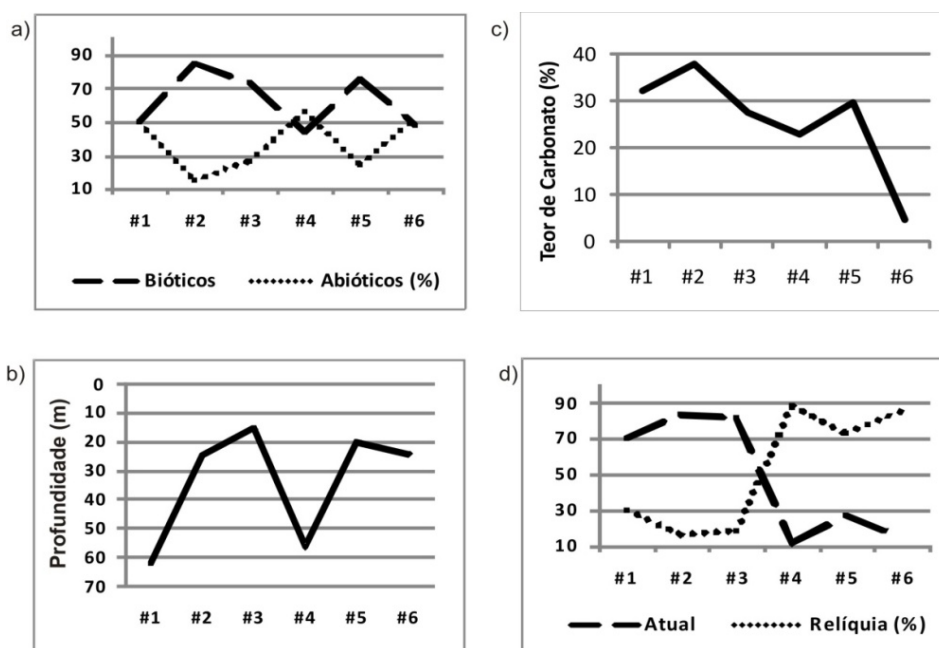 a)
90
70
50
30
10
#1 #2 #3 #4 #5 #6
Bióticos Abióticos (%)
c)
Teor de Carbonato (%)
40
30
20
10
0
#1 #2 #3 #4 #5 #6
b)
Profundidade (m)
0
10
20
30
40
50
60
70
#1 #2 #3 #4 #5 #6
d)
90
70
50
30
10
#1 #2 #3 #4 #5 #6
Atual Relíquia (%)